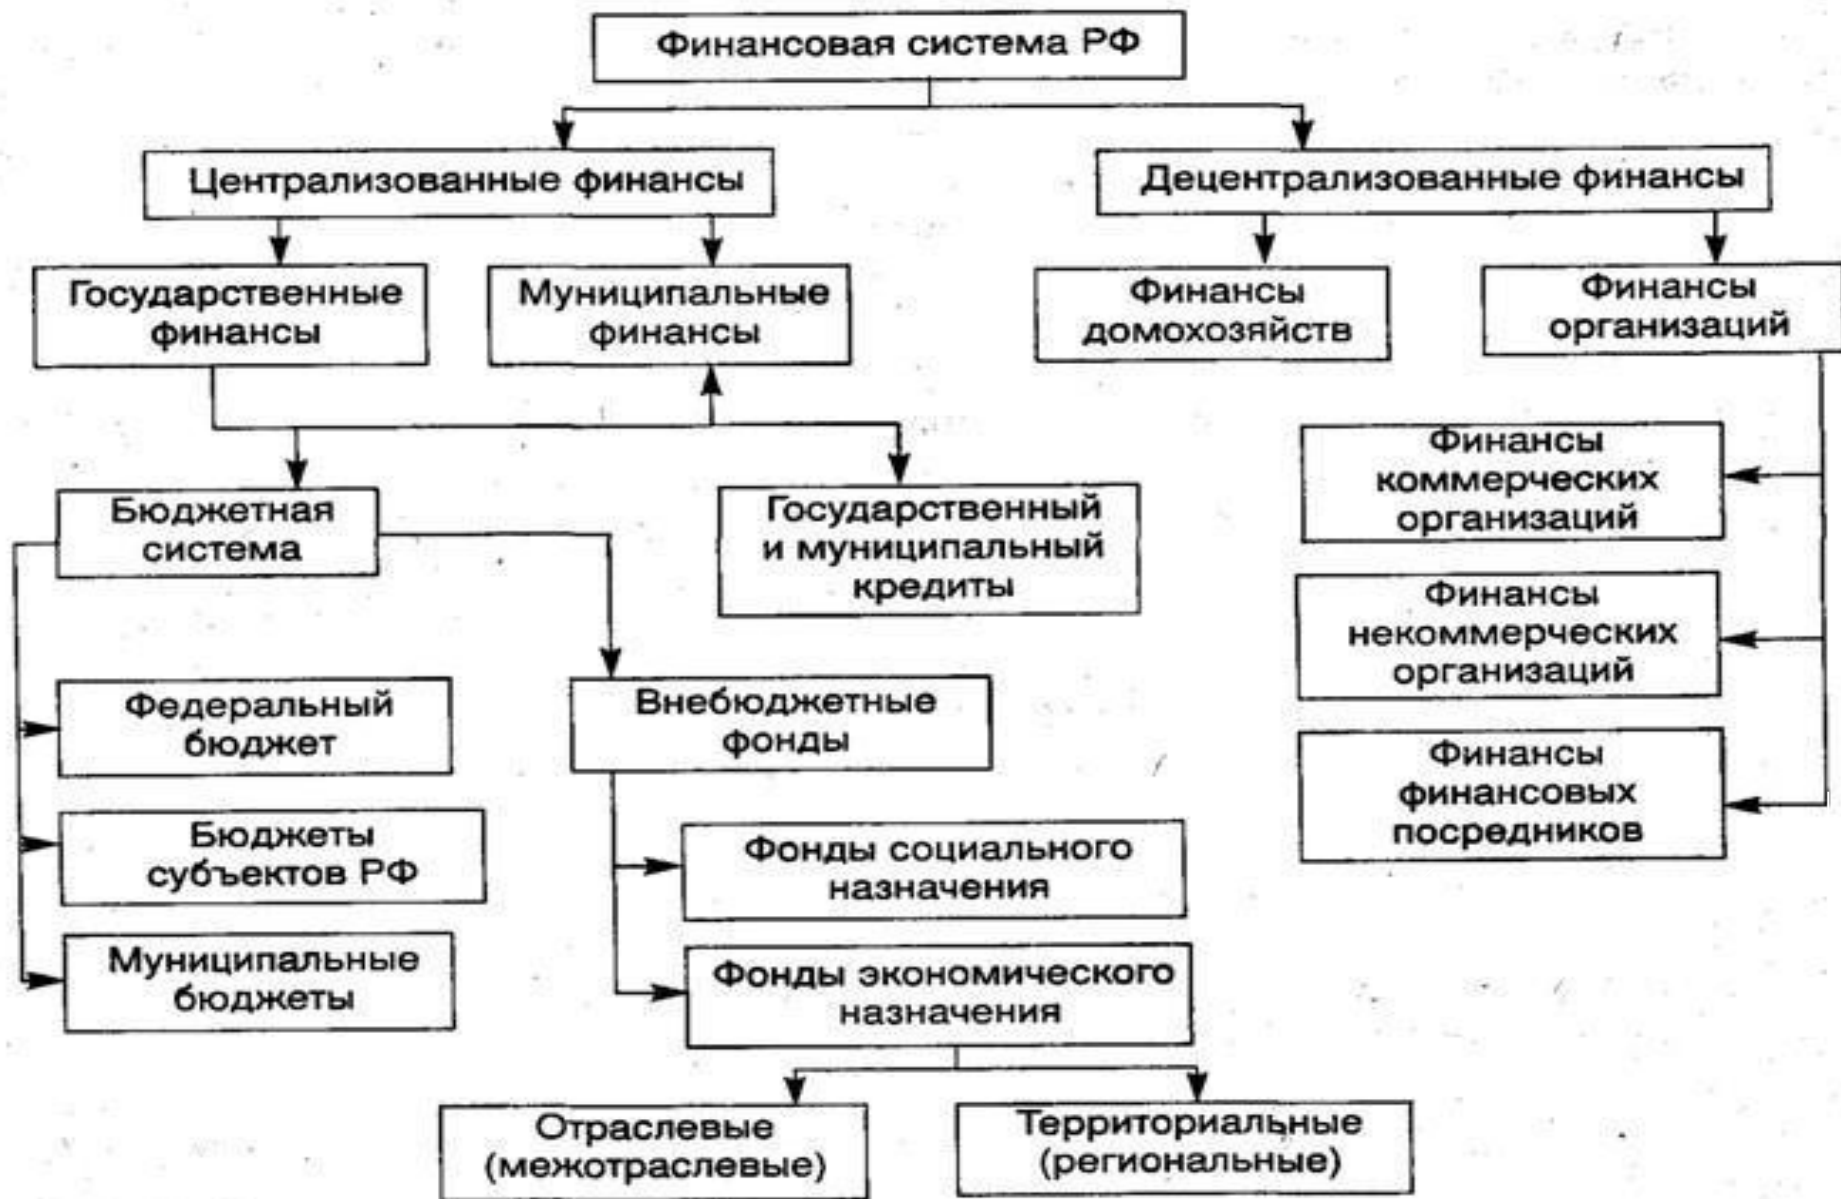 Финансовая система РФ
Централизованные финансы
Децентрализованные финансы
Государственные
финансы
Муниципальные
финансы
Финансы
домохозяйств
Финансы
организаций
Бюджетная
система
Государственный
и муниципальный
кредиты
Финансы
коммерческих
организаций
Финансы
некоммерческих
организаций
Финансы
финансовых
посредников
Федеральный
бюджет
Внебюджетные
фонды
Бюджеты
субъектов РФ
Фонды социального
назначения
Муниципальные
бюджеты
Фонды экономического
назначения
Отраслевые
(межотраслевые)
Территориальные
(региональные)